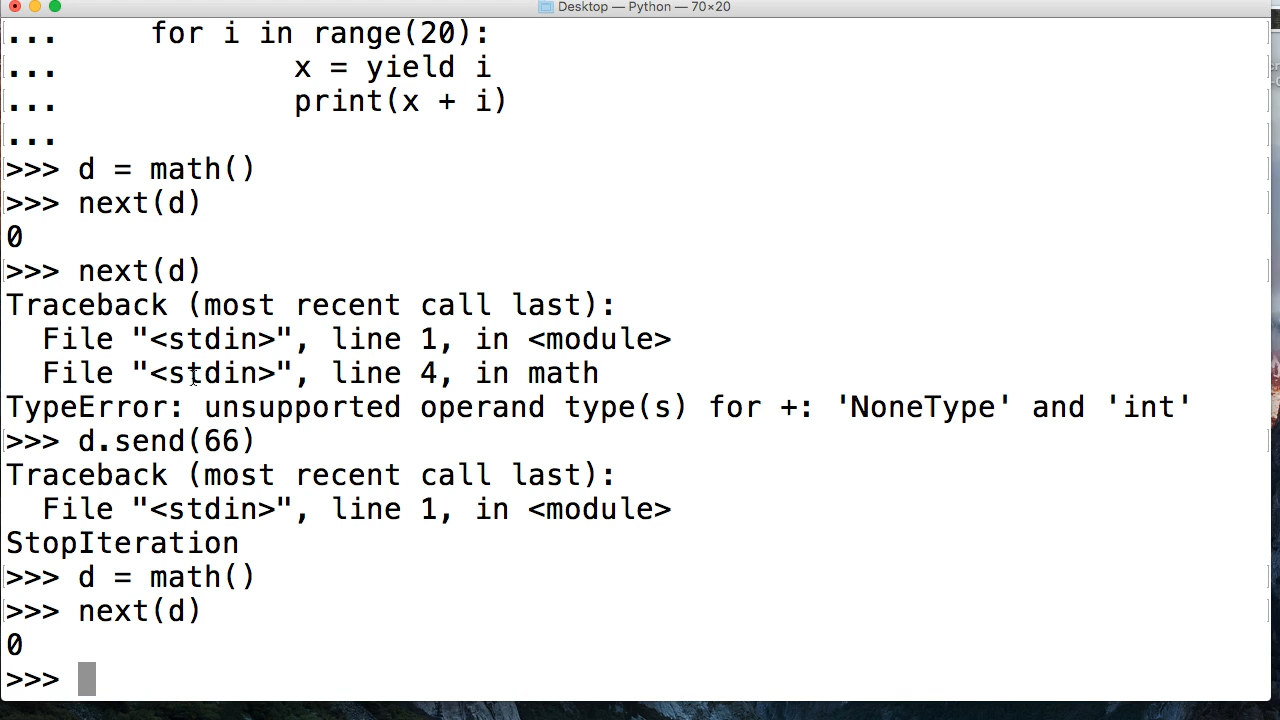 Desktop — Python — 70×20
...     for i in range(20):
...             x = yield i
...             print(x + i)
...
>>> d = math()
>>> next(d)
0
>>> next(d)
Traceback (most recent call last):
  File "<stdin>", line 1, in <module>
  File "<stdin>", line 4, in math
TypeError: unsupported operand type(s) for +: 'NoneType' and 'int'
>>> d.send(66)
Traceback (most recent call last):
  File "<stdin>", line 1, in <module>
StopIteration
>>> d = math()
>>> next(d)
0
>>>